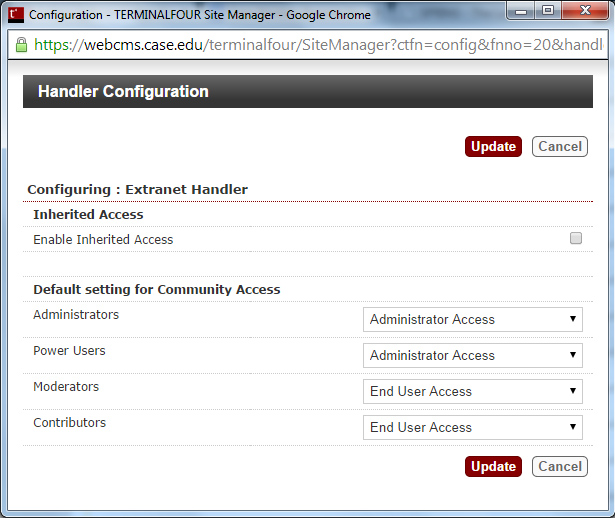 Configuration - TERMINALFOUR Site Manager - Google Chrome
https://webcms.case.edu/terminalfour/SiteManager?ctfn=config&fnno=20&handl
Handler Configuration
Update Cancel
Configuring : Extranet Handler
Inherited Access
Enable Inherited Access
Default setting for Community Access
Administrators Administrator Access
Power Users Administrator Access
Moderators End User Access
Contributors End User Access
Update Cancel